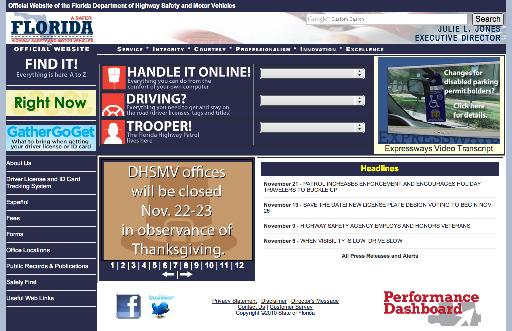 Official Website of the Florida Department of Highway Safety and Motor Vehicles
A SAFER
FLORIDA
HIGHWAY SAFETY AND MOTOR VEHICLES
Google Custom Search
Search
JULIE L. JONES
EXECUTIVE DIRECTOR
OFFICIAL WEBSITE
SERVICE * INTEGRITY * COURTESY * PROFESSIONALISM * INNOVATION * EXCELLENCE
FIND IT!
Everything is here A to Z
Right Now
GatherGoGet
What to bring when getting
your driver license or ID card
HANDLE IT ONLINE!
Everything you can do from the
comfort of your own computer
DRIVING?
Everything you need to get and stay on
the road (driver licenses, tags and titles)
TROOPER!
The Florida Highway Patrol
lives here
Changes for
disabled parking
permit holders?
Click here
for details.
Expressways Video Transcript
About Us
Driver License and ID Card
Tracking System
Español
Fees
Forms
Office Locations
Public Records & Publications
Safety First
Useful Web Links
DHSMV offices
will be closed
Nov. 22-23
in observance of
Thanksgiving.
1 | 2 | 3 | 4 | 5 | 6 | 7 | 8 | 9 | 10 | 11 | 12
Headlines
November 21 - PATROL INCREASES ENFORCEMENT AND ENCOURAGES HOLIDAY
TRAVELERS TO BUCKLE UP
SAVE THE DATE! NEW LICENSE PLATE DESIGN VOTING TO BEGIN NOV
26
HIGHWAY SAFETY AGENCY EMPLOYS AND HONORS VETERANS
WHEN VISIBILITY IS LOW, DRIVE SLOW
All Press Releases and Alerts
twitter
Privacy Statement | Disclaimer | Director's Message
Contact Us | Customer Survey
Copyright ©2010 State of Florida
Performance
Dashboard